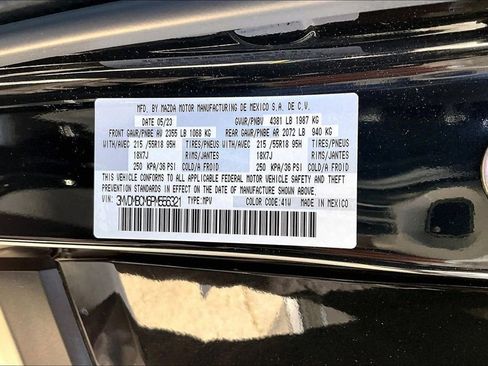 MFD. BY MAZDA MOTOR MANUFACTURING DE MEXICO S.A. DE C.V.
DATE 05/23 GVWR/PNBV 4381 LB 1987 KG
FRONT GAWR/PNBE AV 2355 LB 1068 KG REAR GAWR/PNBE AR 2072 LB 940 KG
WITH/AVEC 215/55R18 95H TIRES/PNEUS WITH/AVEC 215/55R18 95H TIRES/PNEUS
18X7J RIMS/JANTES 18X7J RIMS/JANTES
250 KPA/36 PSI COLD/A FROID 250 KPA/36 PSI COLD/A FROID
THIS VEHICLE CONFORMS TO ALL APPLICABLE FEDERAL MOTOR VEHICLE SAFETY AND THEFT
PREVENTION STANDARDS IN EFFECT ON THE DATE OF MANUFACTURE SHOWN ABOVE.
VIN: 3MVDMBCM6PM566321 TYPE:MPV COLOR CODE:41W MADE IN MEXICO